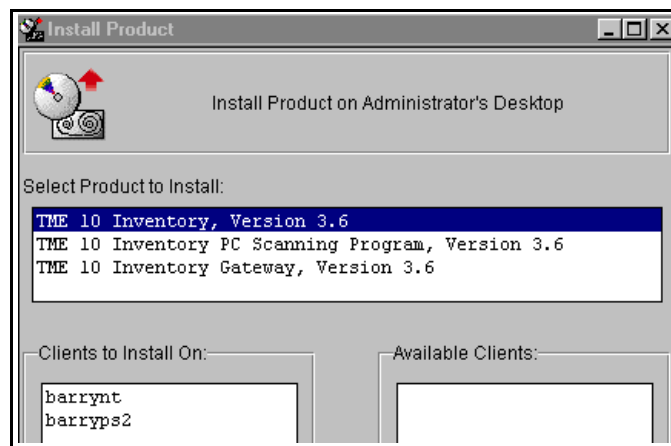 Install Product
Install Product on Administrator's Desktop
Select Product to Install:
TME 10 Inventory, Version 3.6
TME 10 Inventory PC Scanning Program, Version 3.6
TME 10 Inventory Gateway, Version 3.6
Clients to Install On:
Available Clients:
barrynt
barryps2